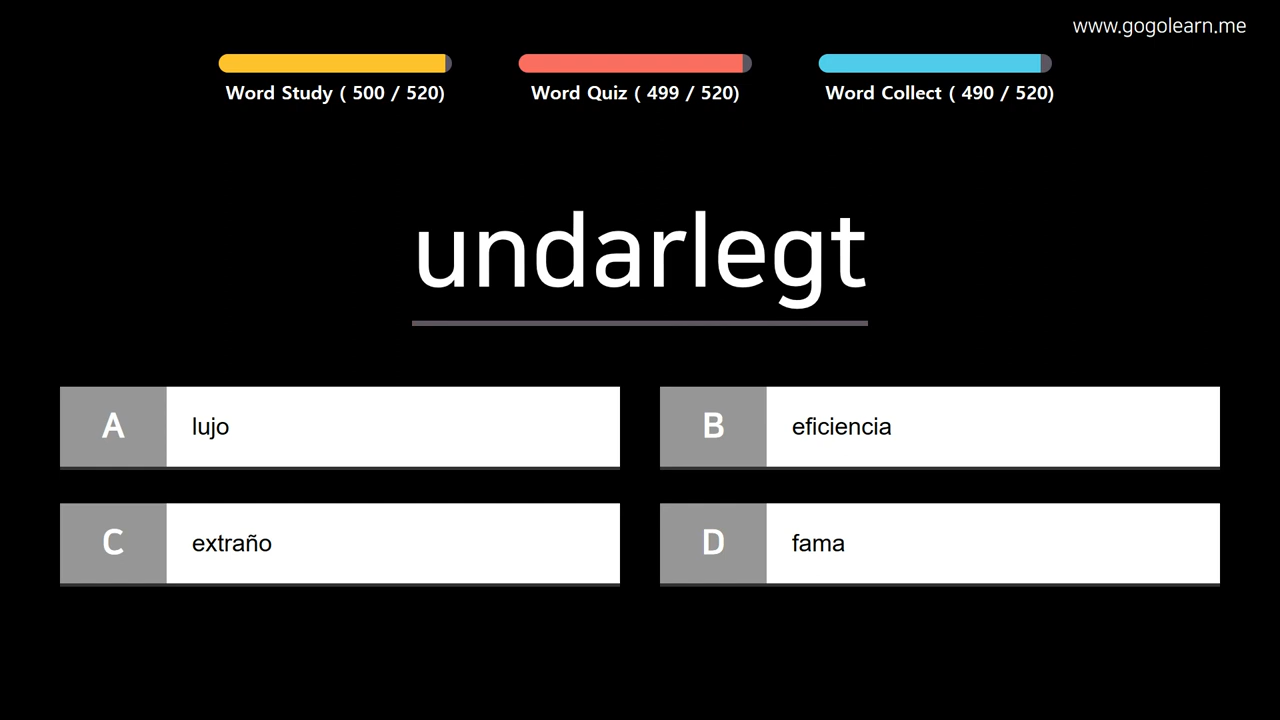 www.gogolearn.me
Word Study ( 500 / 520)
Word Quiz ( 499 / 520)
Word Collect ( 490 / 520)
undarlegt
A lujo
B eficiencia
C extraño
D fama